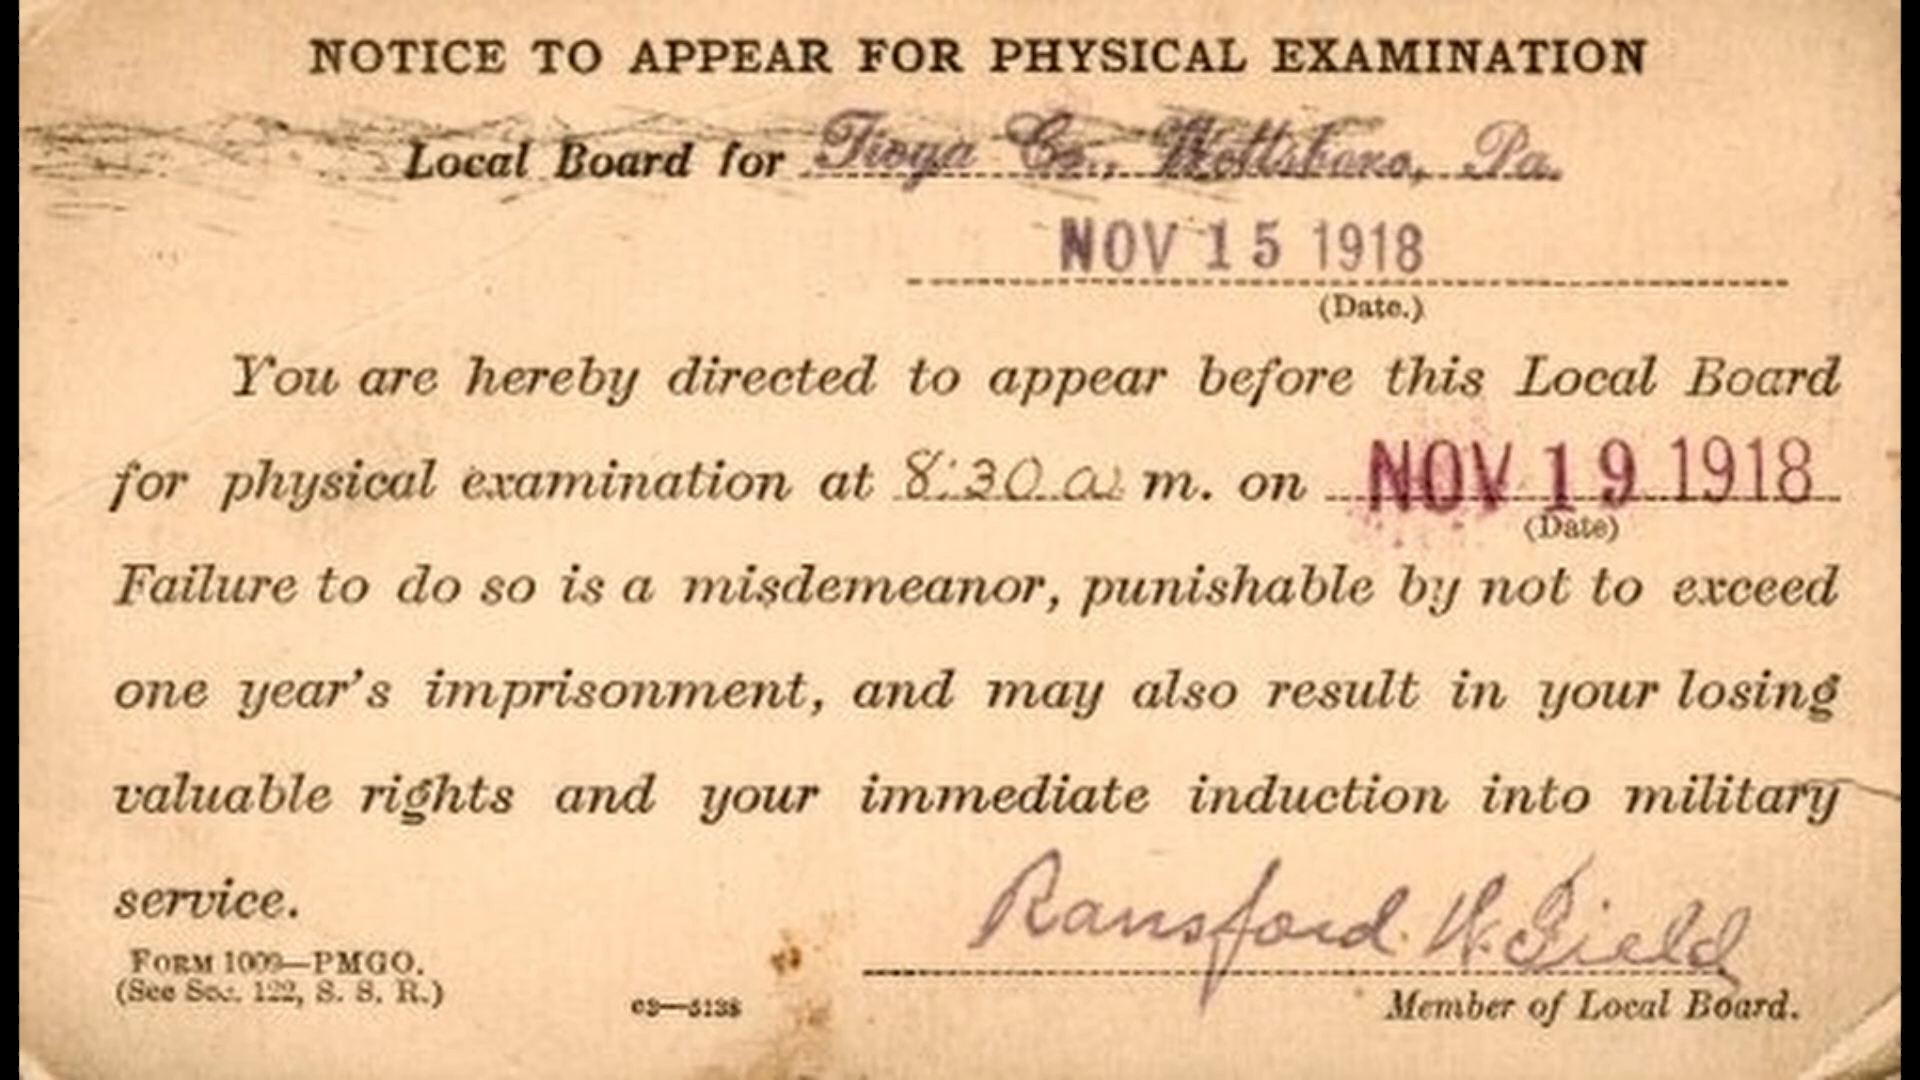 NOTICE TO APPEAR FOR PHYSICAL EXAMINATION
Local Board for Tioga Co., Wellsboro, Pa.
NOV 15 1918
(Date.)
You are hereby directed to appear before this Local Board
for physical examination at 8:30 a m. on NOV 19 1918
(Date)
Failure to do so is a misdemeanor, punishable by not to exceed
one year's imprisonment, and may also result in your losing
valuable rights and your immediate induction into military
service.
Ransford W. Field
FORM 1009—PMGO.
(See Sec. 122, S. S. R.)
Member of Local Board.